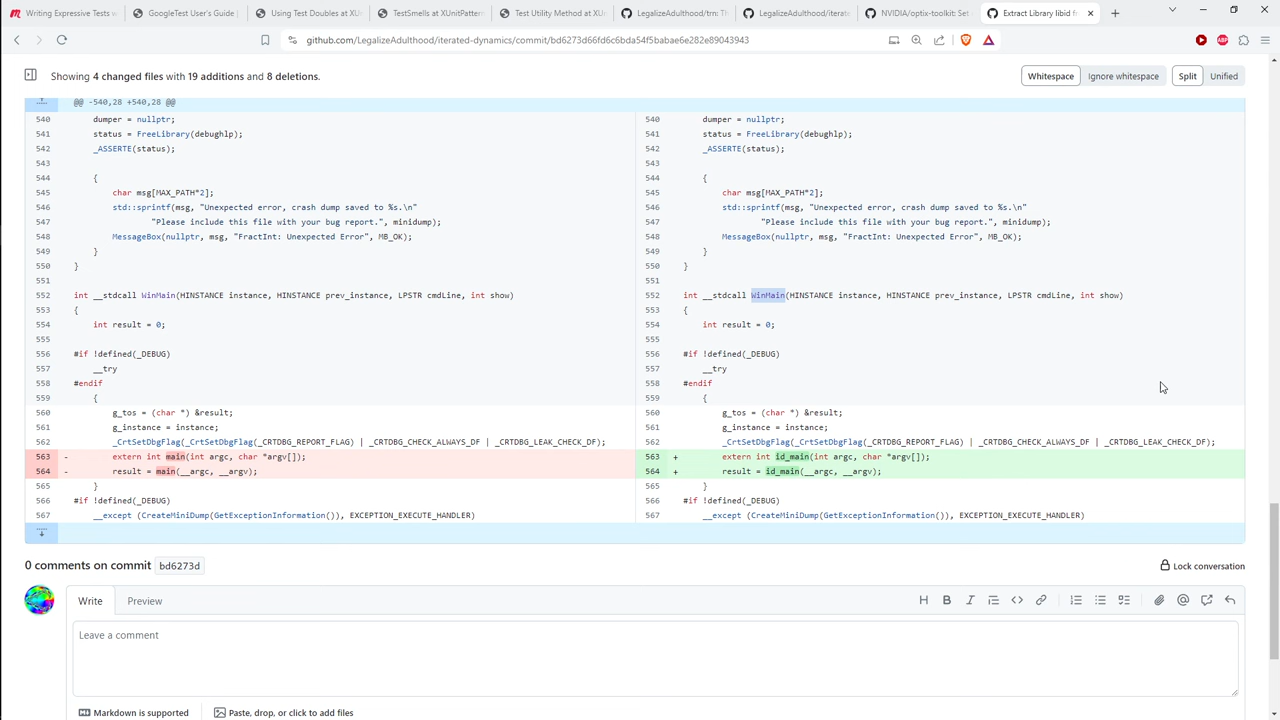 Writing Expressive Tests w
GoogleTest User's Guide |
Using Test Doubles at XU
TestSmells at XUnitPattern
Test Utility Method at XU
LegalizeAdulthood/trn: Th
LegalizeAdulthood/iterate
NVIDIA/optix-toolkit: Set
Extract Library libid f
github.com/LegalizeAdulthood/iterated-dynamics/commit/bd6273d66fd6c6bda54f5babae6e282e89043943
Showing 4 changed files with 19 additions and 8 deletions.
Whitespace Ignore whitespace Split Unified
@@ -540,28 +540,28 @@
540 dumper = nullptr;
541 status = FreeLibrary(debughlp);
542 _ASSERTE(status);
543
544 {
545 char msg[MAX_PATH*2];
546 std::sprintf(msg, "Unexpected error, crash dump saved to %s.\n"
547 "Please include this file with your bug report.", minidump);
548 MessageBox(nullptr, msg, "FractInt: Unexpected Error", MB_OK);
549 }
550 }
551
552 int __stdcall WinMain(HINSTANCE instance, HINSTANCE prev_instance, LPSTR cmdLine, int show)
553 {
554 int result = 0;
555
556 #if !defined(_DEBUG)
557 __try
558 #endif
559 {
560 g_tos = (char *) &result;
561 g_instance = instance;
562 _CrtSetDbgFlag(_CrtSetDbgFlag(_CRTDBG_REPORT_FLAG) | _CRTDBG_CHECK_ALWAYS_DF | _CRTDBG_LEAK_CHECK_DF);
563 - extern int main(int argc, char *argv[]);
564 - result = main(__argc, __argv);
565 }
566 #if !defined(_DEBUG)
567 __except (CreateMiniDump(GetExceptionInformation()), EXCEPTION_EXECUTE_HANDLER)
540 dumper = nullptr;
541 status = FreeLibrary(debughlp);
542 _ASSERTE(status);
543
544 {
545 char msg[MAX_PATH*2];
546 std::sprintf(msg, "Unexpected error, crash dump saved to %s.\n"
547 "Please include this file with your bug report.", minidump);
548 MessageBox(nullptr, msg, "FractInt: Unexpected Error", MB_OK);
549 }
550 }
551
552 int __stdcall WinMain(HINSTANCE instance, HINSTANCE prev_instance, LPSTR cmdLine, int show)
553 {
554 int result = 0;
555
556 #if !defined(_DEBUG)
557 __try
558 #endif
559 {
560 g_tos = (char *) &result;
561 g_instance = instance;
562 _CrtSetDbgFlag(_CrtSetDbgFlag(_CRTDBG_REPORT_FLAG) | _CRTDBG_CHECK_ALWAYS_DF | _CRTDBG_LEAK_CHECK_DF);
563 + extern int id_main(int argc, char *argv[]);
564 + result = id_main(__argc, __argv);
565 }
566 #if !defined(_DEBUG)
567 __except (CreateMiniDump(GetExceptionInformation()), EXCEPTION_EXECUTE_HANDLER)
0 comments on commit bd6273d
Lock conversation
Write Preview
Leave a comment
Markdown is supported
Paste, drop, or click to add files